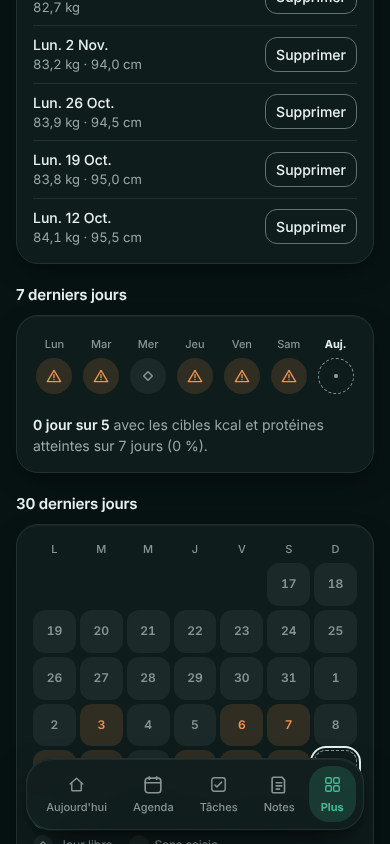 82,7 kg
Supprimer
Lun. 2 Nov.
83,2 kg · 94,0 cm
Supprimer
Lun. 26 Oct.
83,9 kg · 94,5 cm
Supprimer
Lun. 19 Oct.
83,8 kg · 95,0 cm
Supprimer
Lun. 12 Oct.
84,1 kg · 95,5 cm
Supprimer
7 derniers jours
Lun Mar Mer Jeu Ven Sam Auj.
0 jour sur 5 avec les cibles kcal et protéines
atteintes sur 7 jours (0 %).
30 derniers jours
L M M J V S D
17 18
19 20 21 22 23 24 25
26 27 28 29 30 31 1
2 3 4 5 6 7 8
Aujourd'hui Agenda Tâches Notes Plus